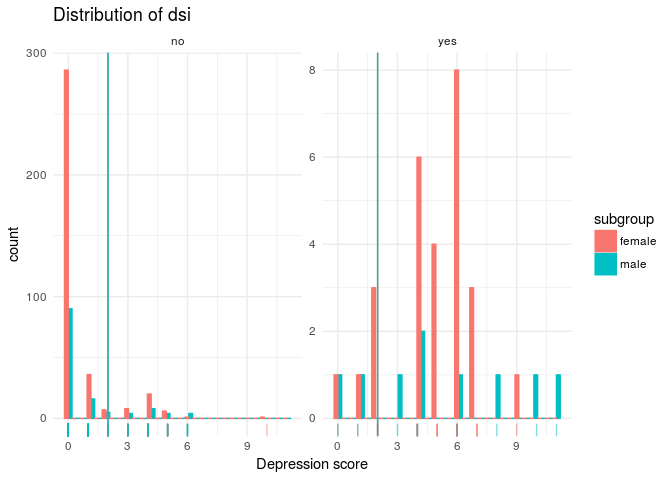 Distribution of dsi
no
yes
300
200
100
0
8
6
4
2
0
count
0 3 6 9
0 3 6 9
Depression score
subgroup
female
male